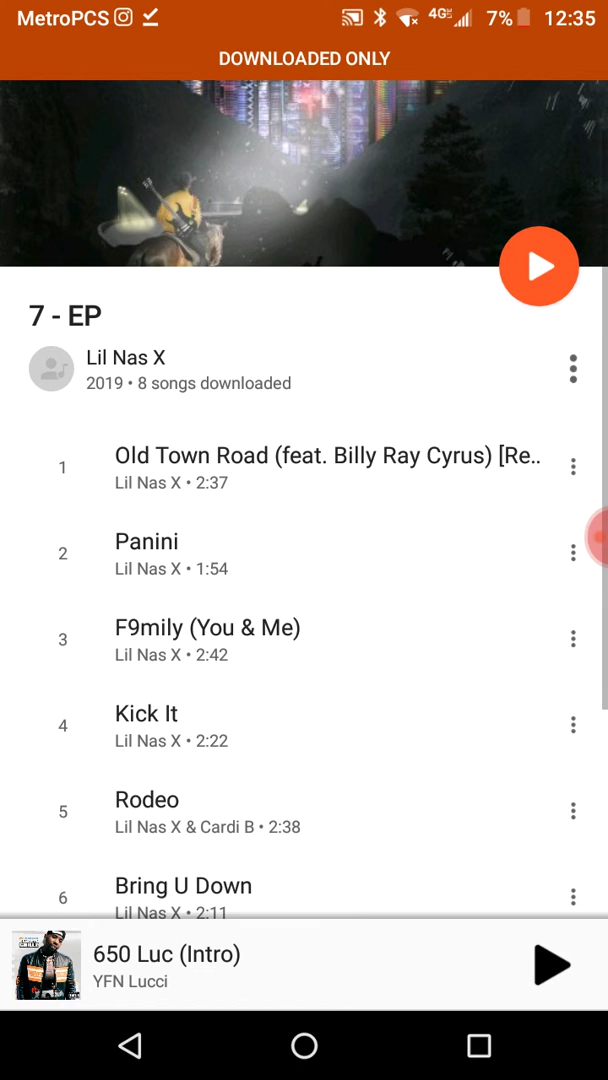 MetroPCS 4G 7% 12:35
DOWNLOADED ONLY
7 - EP
Lil Nas X
2019 • 8 songs downloaded
1 Old Town Road (feat. Billy Ray Cyrus) [Re..
Lil Nas X • 2:37
2 Panini
Lil Nas X • 1:54
3 F9mily (You & Me)
Lil Nas X • 2:42
4 Kick It
Lil Nas X • 2:22
5 Rodeo
Lil Nas X & Cardi B • 2:38
6 Bring U Down
Lil Nas X • 2:11
650 Luc (Intro)
YFN Lucci